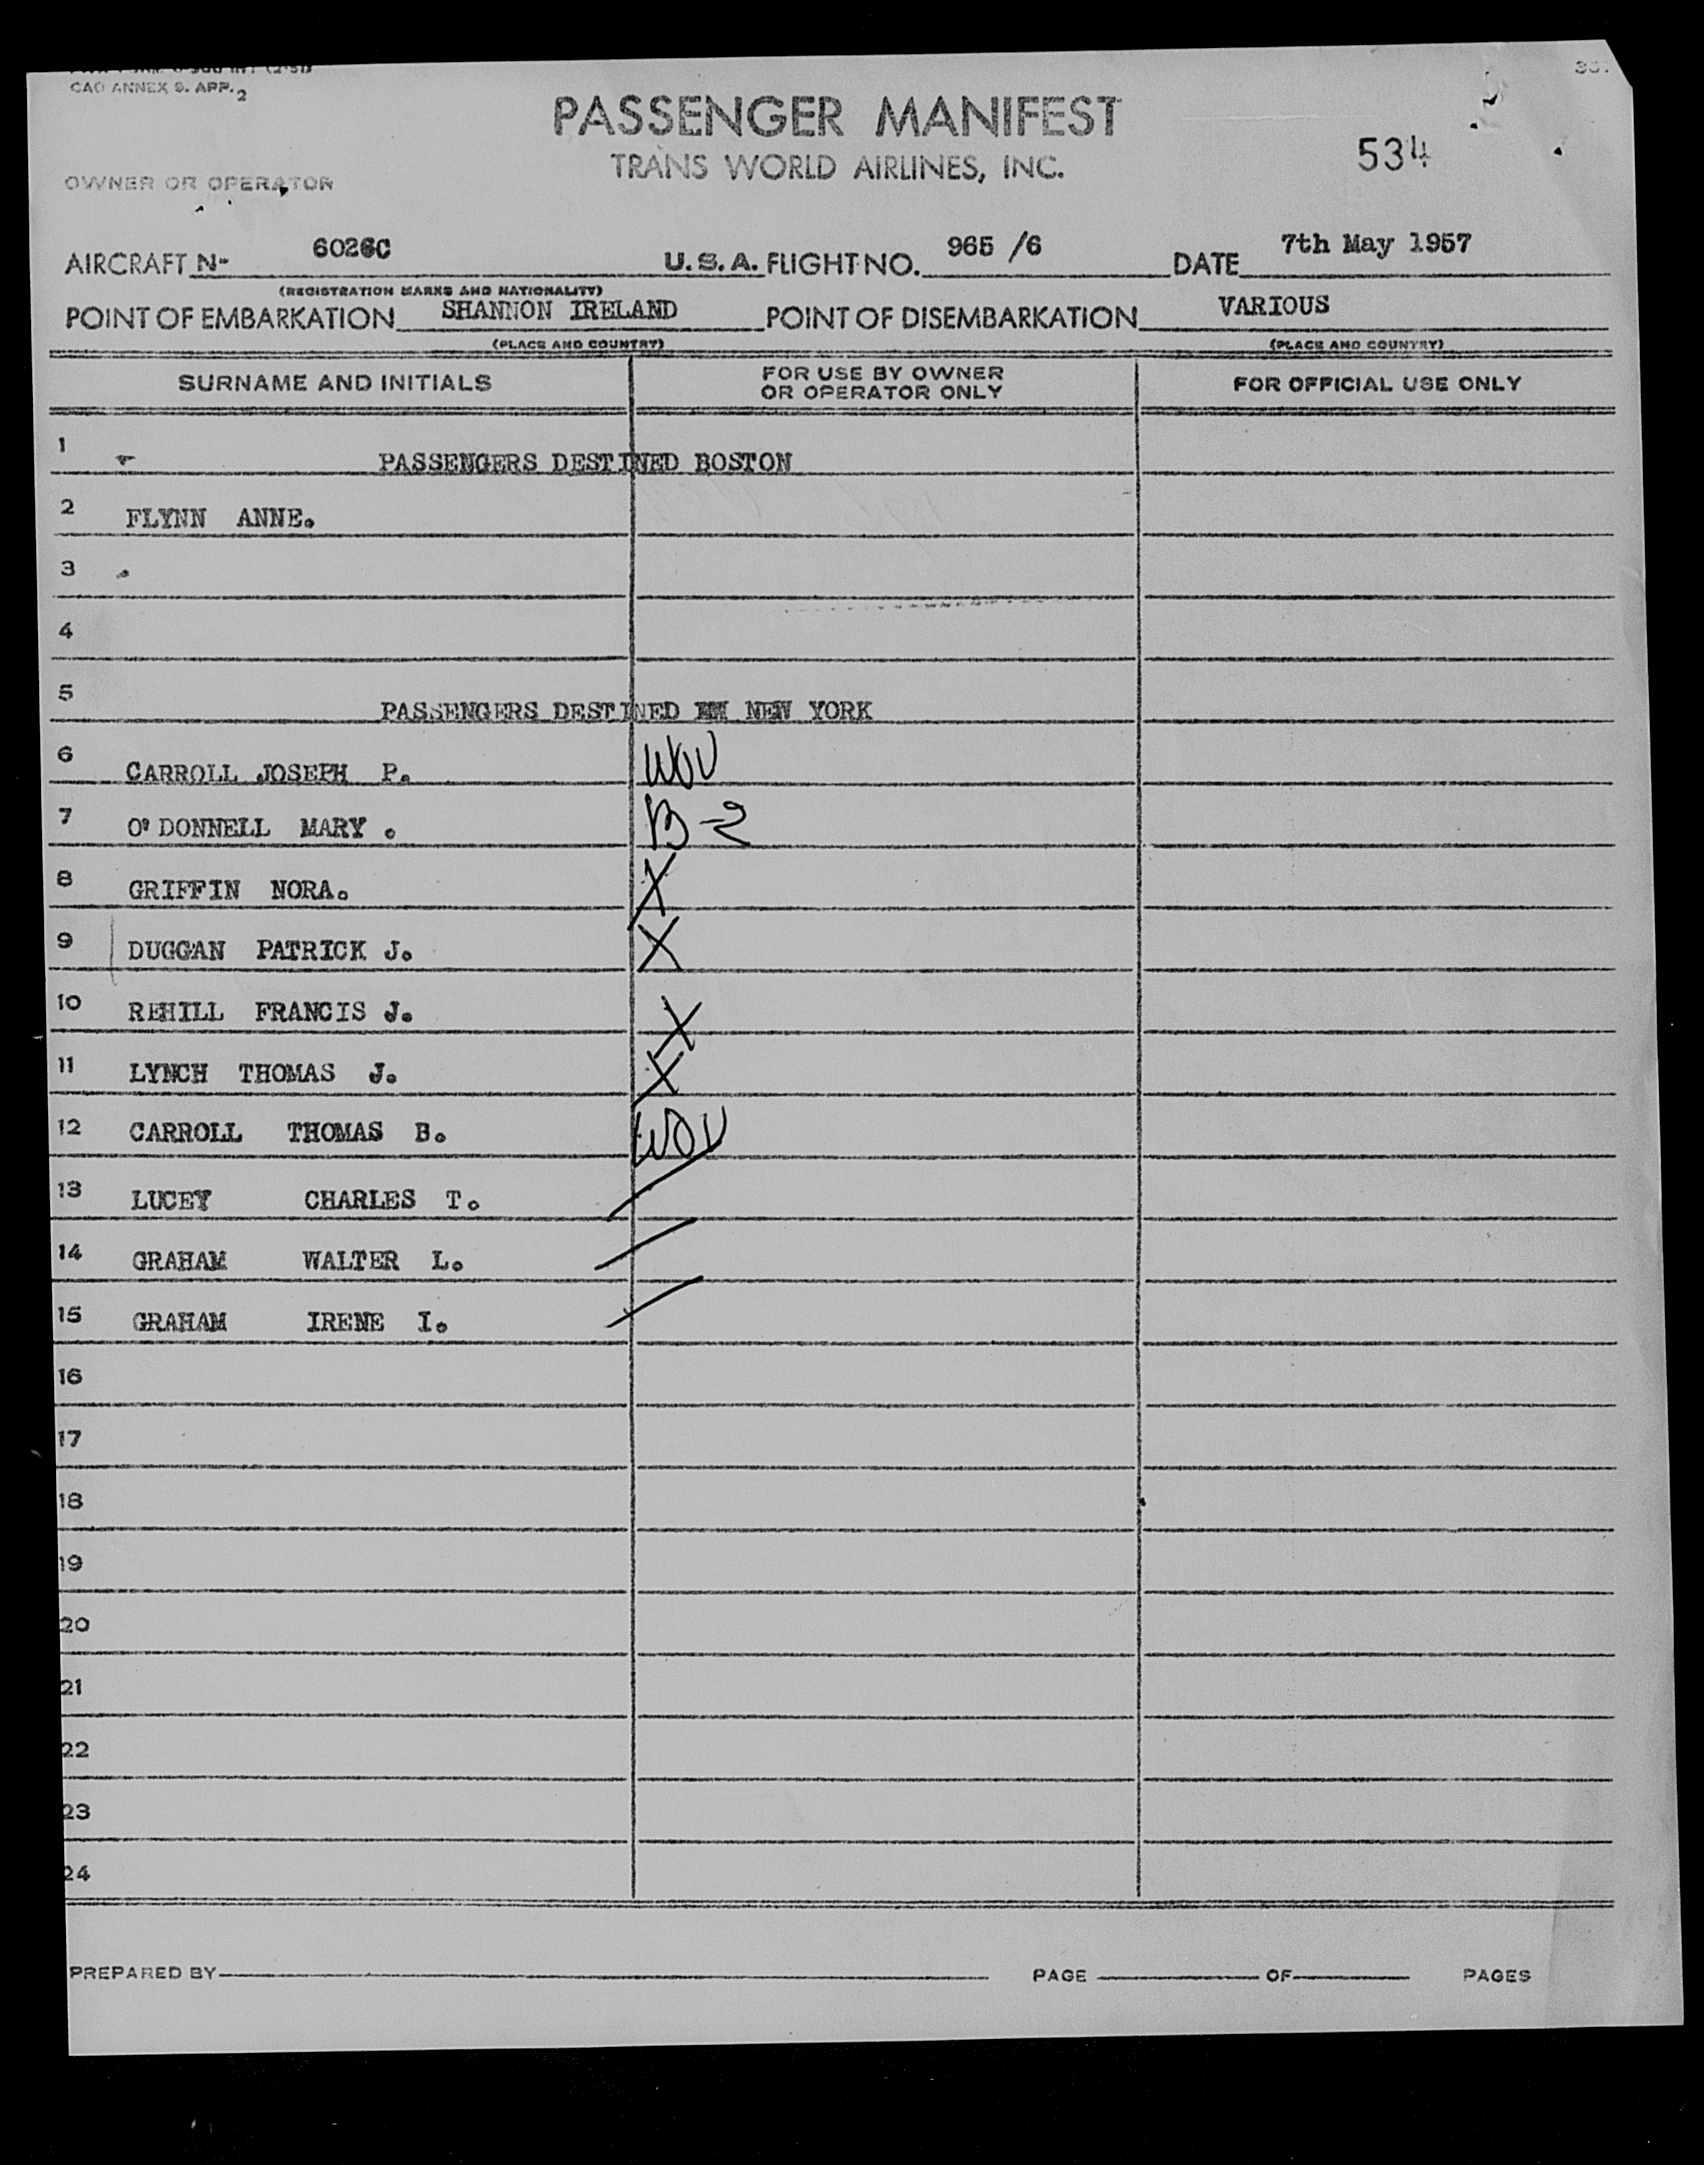 CAO ANNEX 9. APP. 2
PASSENGER MANIFEST
TRANS WORLD AIRLINES, INC.
534
OWNER OR OPERATOR
AIRCRAFT N- 6026C U.S.A. FLIGHT NO. 965 /6 DATE 7th May 1957
(REGISTRATION MARKS AND NATIONALITY)
POINT OF EMBARKATION SHANNON IRELAND POINT OF DISEMBARKATION VARIOUS
(PLACE AND COUNTRY) (PLACE AND COUNTRY)
SURNAME AND INITIALS FOR USE BY OWNER OR OPERATOR ONLY FOR OFFICIAL USE ONLY
1 PASSENGERS DESTINED BOSTON
2 FLYNN ANNE.
3
4
5 PASSENGERS DESTINED NEW YORK
6 CARROLL JOSEPH P. WOV
7 O'DONNELL MARY . B-2
8 GRIFFIN NORA. X
9 DUGGAN PATRICK J. X
10 REHILL FRANCIS J. X
11 LYNCH THOMAS J. X
12 CARROLL THOMAS B. WOV
13 LUCEY CHARLES T.
14 GRAHAM WALTER L.
15 GRAHAM IRENE I.
16
17
18
19
20
21
22
23
24
PREPARED BY PAGE OF PAGES